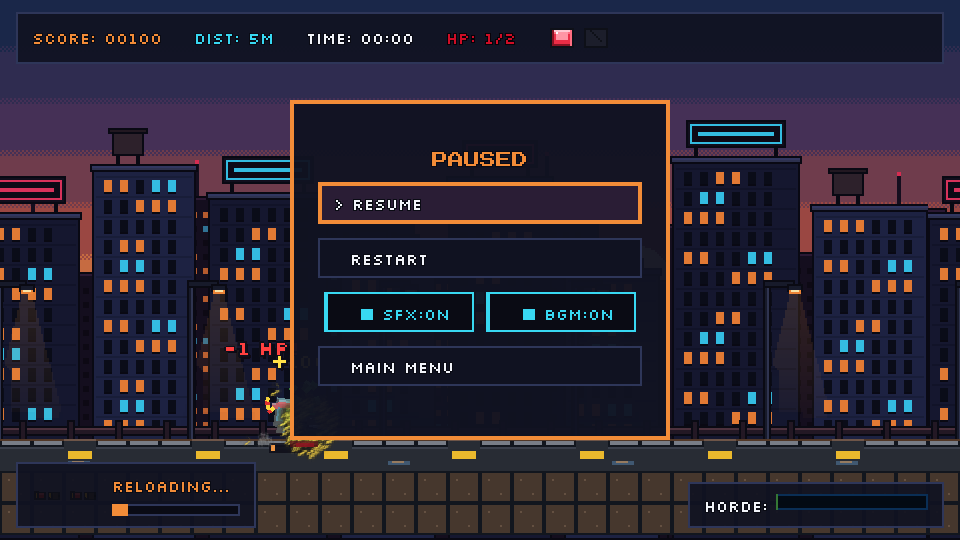 SCORE: 00100 DIST: 5M TIME: 00:00 HP: 1/2
PAUSED
> RESUME
RESTART
SFX:ON BGM:ON
-1 HP
MAIN MENU
RELOADING...
HORDE: